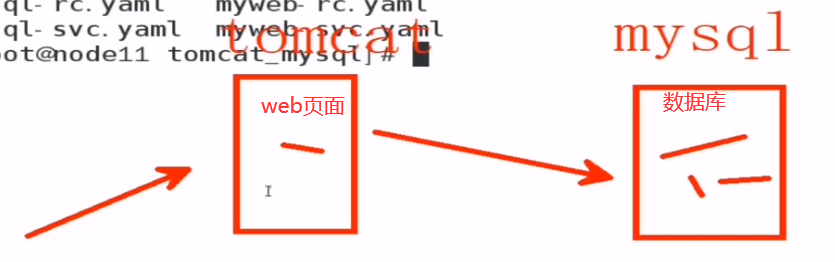 ql-rc.yaml myweb-rc.yaml
ql-svc.yaml myweb-svc.yaml
ot@node11 tomcat_mysql]#
tomcat
mysql
web页面
数据库